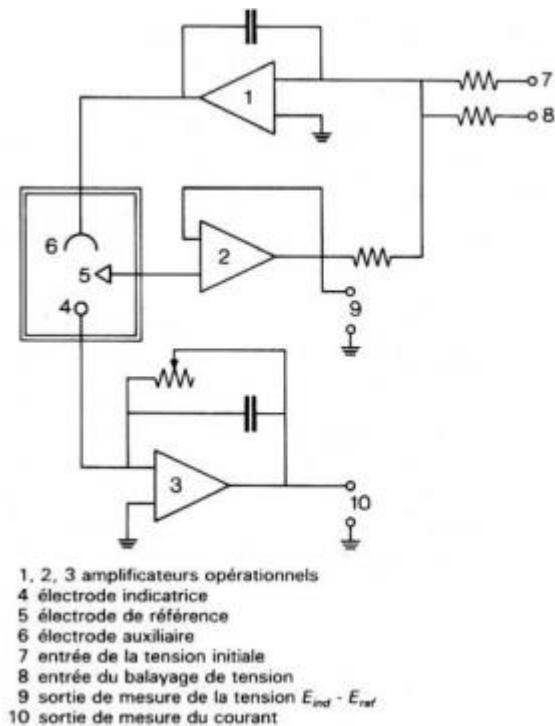 1
7
8
6
5
4
2
9
3
10
1, 2, 3 amplificateurs opérationnels
4 électrode indicatrice
5 électrode de référence
6 électrode auxiliaire
7 entrée de la tension initiale
8 entrée du balayage de tension
9 sortie de mesure de la tension E_ind - E_ref
10 sortie de mesure du courant